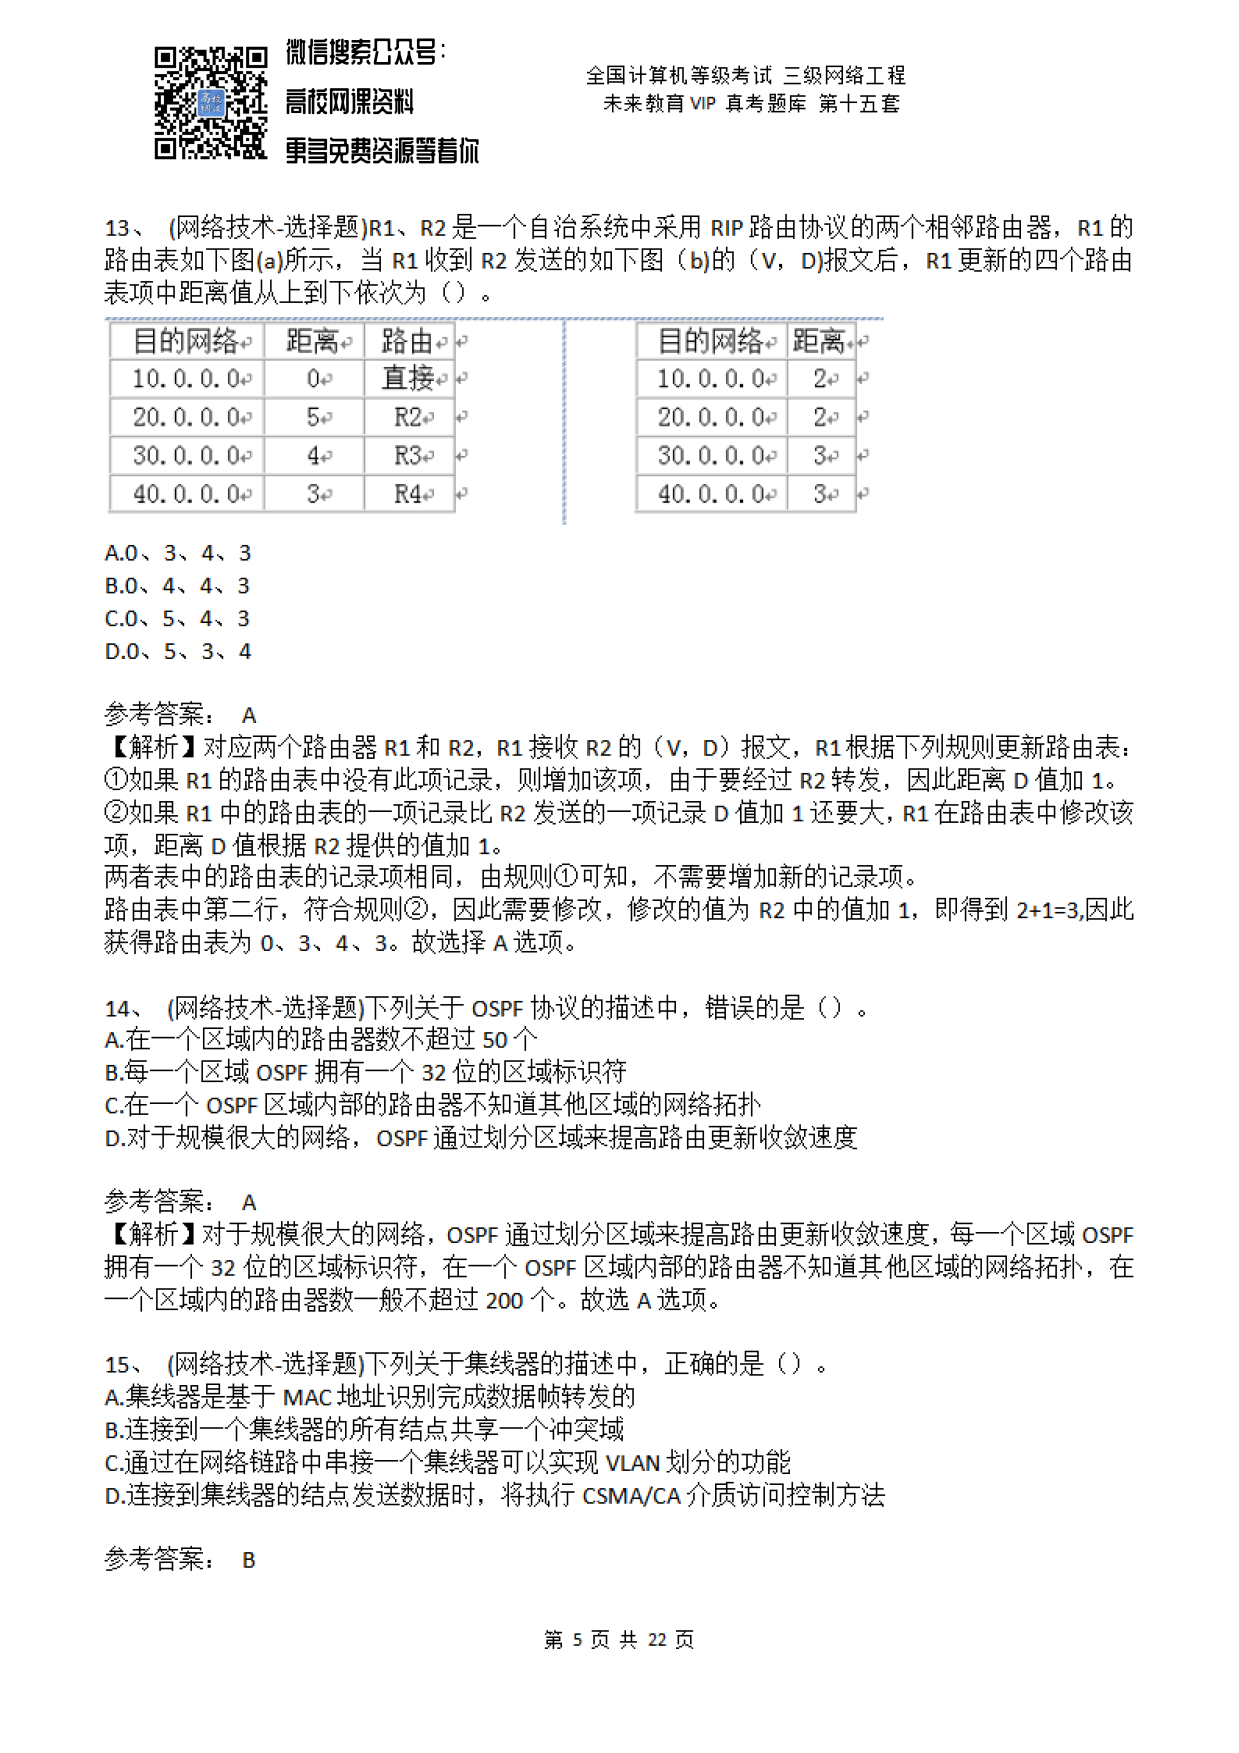 微信搜索公众号：
高校网课资料
更多免费资源等着你
全国计算机等级考试 三级网络工程
未来教育 VIP 真考题库 第十五套
13、 (网络技术-选择题)R1、R2 是一个自治系统中采用 RIP 路由协议的两个相邻路由器，R1 的
路由表如下图(a)所示，当 R1 收到 R2 发送的如下图（b)的（V，D)报文后，R1 更新的四个路由
表项中距离值从上到下依次为（）。
目的网络 距离 路由 目的网络 距离
10.0.0.0 0 直接 10.0.0.0 2
20.0.0.0 5 R2 20.0.0.0 2
30.0.0.0 4 R3 30.0.0.0 3
40.0.0.0 3 R4 40.0.0.0 3
A.0、3、4、3
B.0、4、4、3
C.0、5、4、3
D.0、5、3、4
参考答案： A
【解析】对应两个路由器 R1 和 R2，R1 接收 R2 的（V，D）报文，R1 根据下列规则更新路由表：
①如果 R1 的路由表中没有此项记录，则增加该项，由于要经过 R2 转发，因此距离 D 值加 1。
②如果 R1 中的路由表的一项记录比 R2 发送的一项记录 D 值加 1 还要大，R1 在路由表中修改该
项，距离 D 值根据 R2 提供的值加 1。
两者表中的路由表的记录项相同，由规则①可知，不需要增加新的记录项。
路由表中第二行，符合规则②，因此需要修改，修改的值为 R2 中的值加 1，即得到 2+1=3,因此
获得路由表为 0、3、4、3。故选择 A 选项。
14、 (网络技术-选择题)下列关于 OSPF 协议的描述中，错误的是（）。
A.在一个区域内的路由器数不超过 50 个
B.每一个区域 OSPF 拥有一个 32 位的区域标识符
C.在一个 OSPF 区域内部的路由器不知道其他区域的网络拓扑
D.对于规模很大的网络，OSPF 通过划分区域来提高路由更新收敛速度
参考答案： A
【解析】对于规模很大的网络，OSPF 通过划分区域来提高路由更新收敛速度，每一个区域 OSPF
拥有一个 32 位的区域标识符，在一个 OSPF 区域内部的路由器不知道其他区域的网络拓扑，在
一个区域内的路由器数一般不超过 200 个。故选 A 选项。
15、 (网络技术-选择题)下列关于集线器的描述中，正确的是（）。
A.集线器是基于 MAC 地址识别完成数据帧转发的
B.连接到一个集线器的所有结点共享一个冲突域
C.通过在网络链路中串接一个集线器可以实现 VLAN 划分的功能
D.连接到集线器的结点发送数据时，将执行 CSMA/CA 介质访问控制方法
参考答案： B
第 5 页 共 22 页